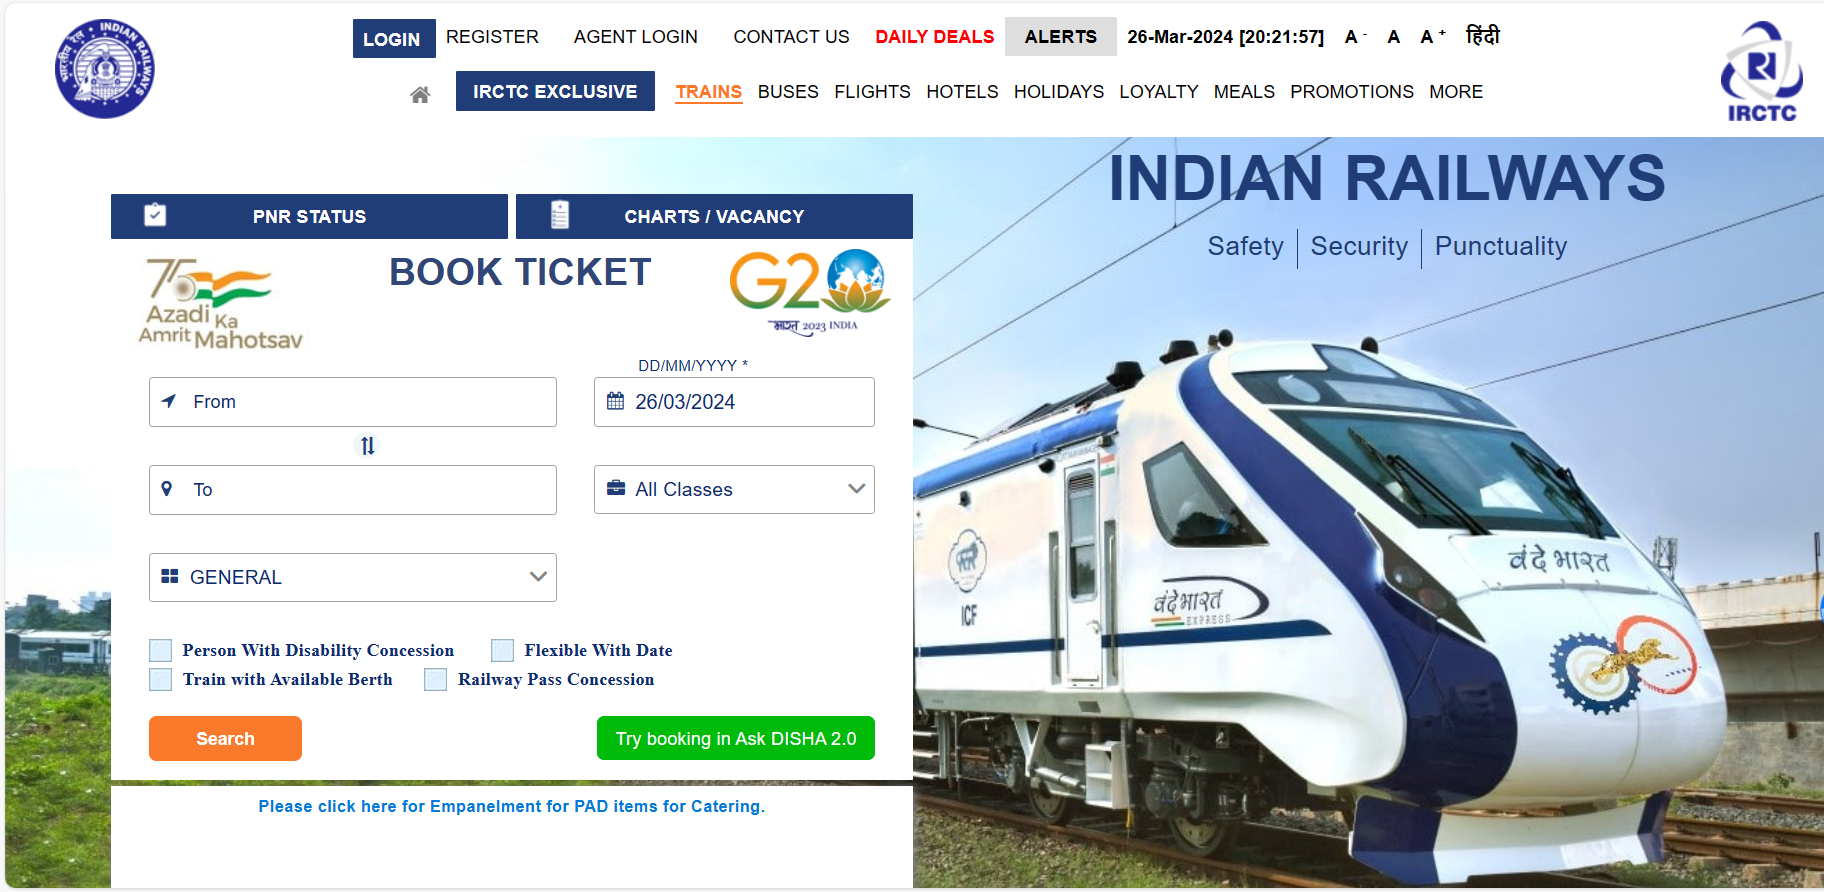 LOGIN REGISTER AGENT LOGIN CONTACT US DAILY DEALS ALERTS 26-Mar-2024 [20:21:57] A - A A + हिंदी
IRCTC EXCLUSIVE TRAINS BUSES FLIGHTS HOTELS HOLIDAYS LOYALTY MEALS PROMOTIONS MORE
भारतीय रेल INDIAN RAILWAYS
IRCTC
INDIAN RAILWAYS
Safety | Security | Punctuality
PNR STATUS
CHARTS / VACANCY
75
Azadi Ka
Amrit Mahotsav
BOOK TICKET
G20
भारत 2023 INDIA
DD/MM/YYYY *
From
26/03/2024
To
All Classes
GENERAL
Person With Disability Concession
Flexible With Date
Train with Available Berth
Railway Pass Concession
Search
Try booking in Ask DISHA 2.0
Please click here for Empanelment for PAD items for Catering.
ICF
वंदे भारत
EXPRESS
वंदे भारत